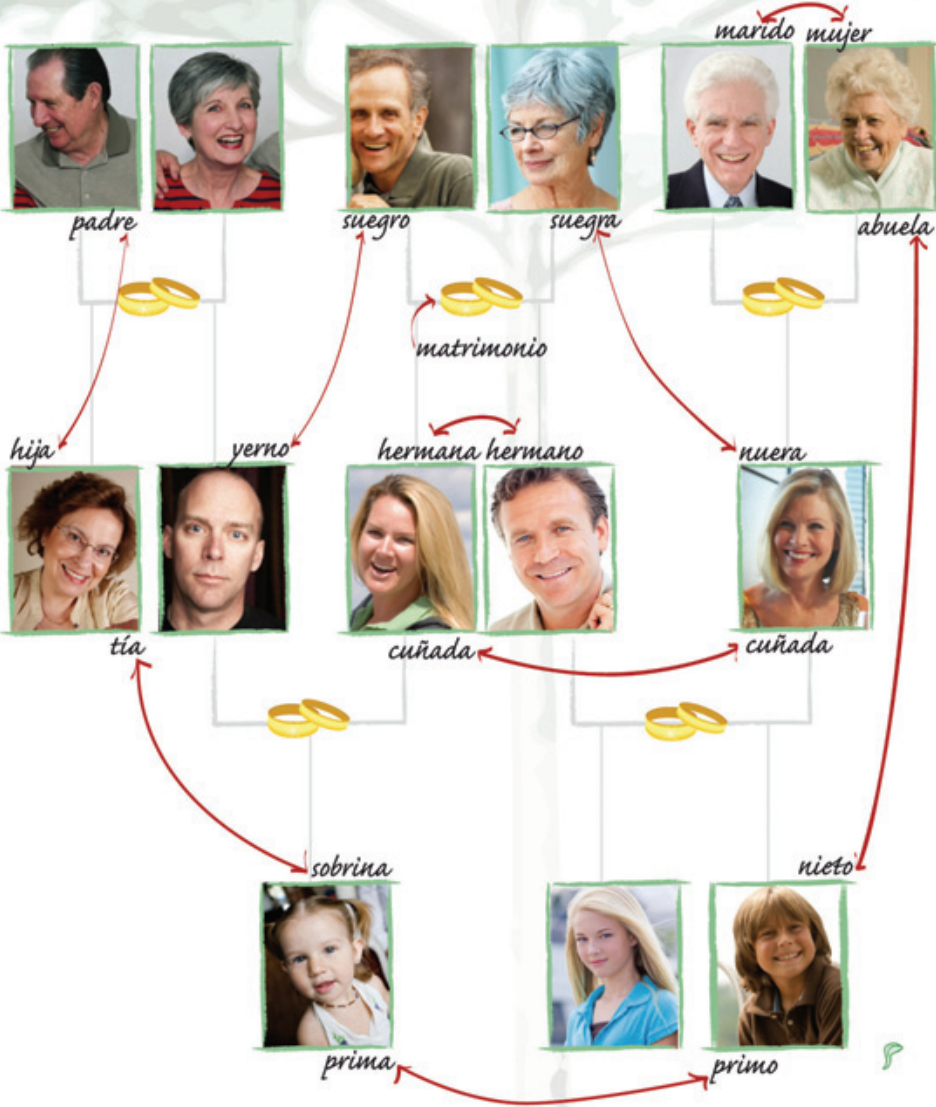 marido mujer
padre suegro suegra abuela
matrimonio
hija yerno hermana hermano nuera
tía cuñada cuñada
sobrina nieto
prima primo